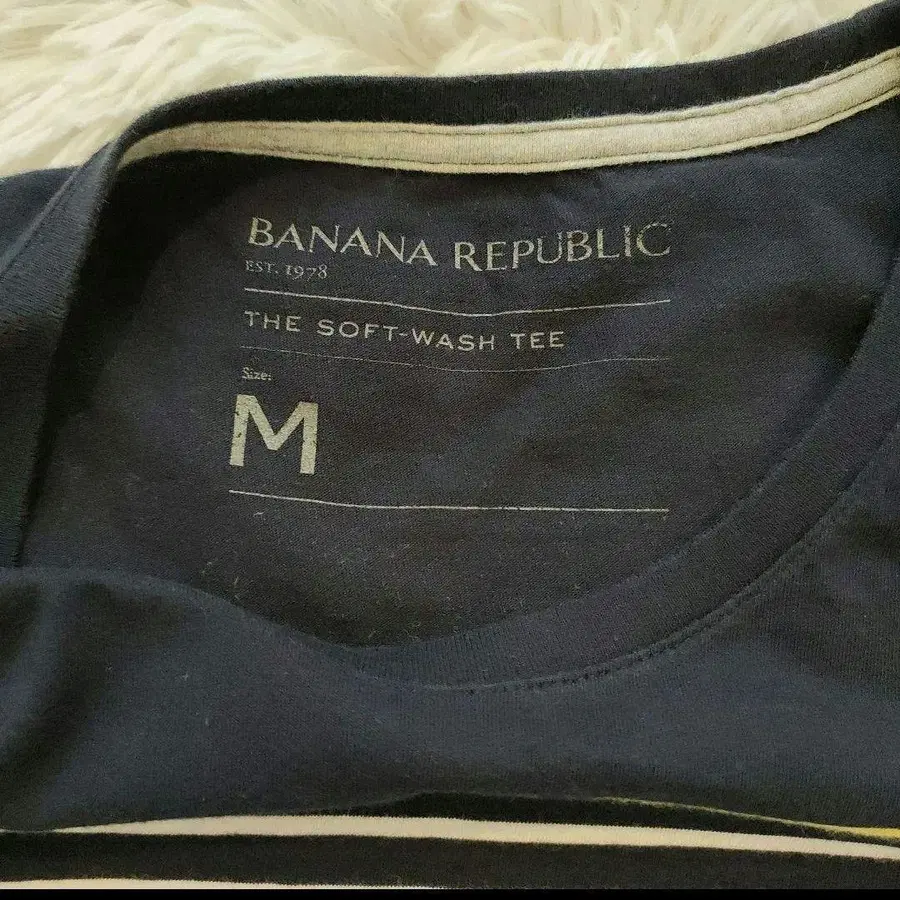 BANANA REPUBLIC
EST. 1978
THE SOFT-WASH TEE
Size:
M